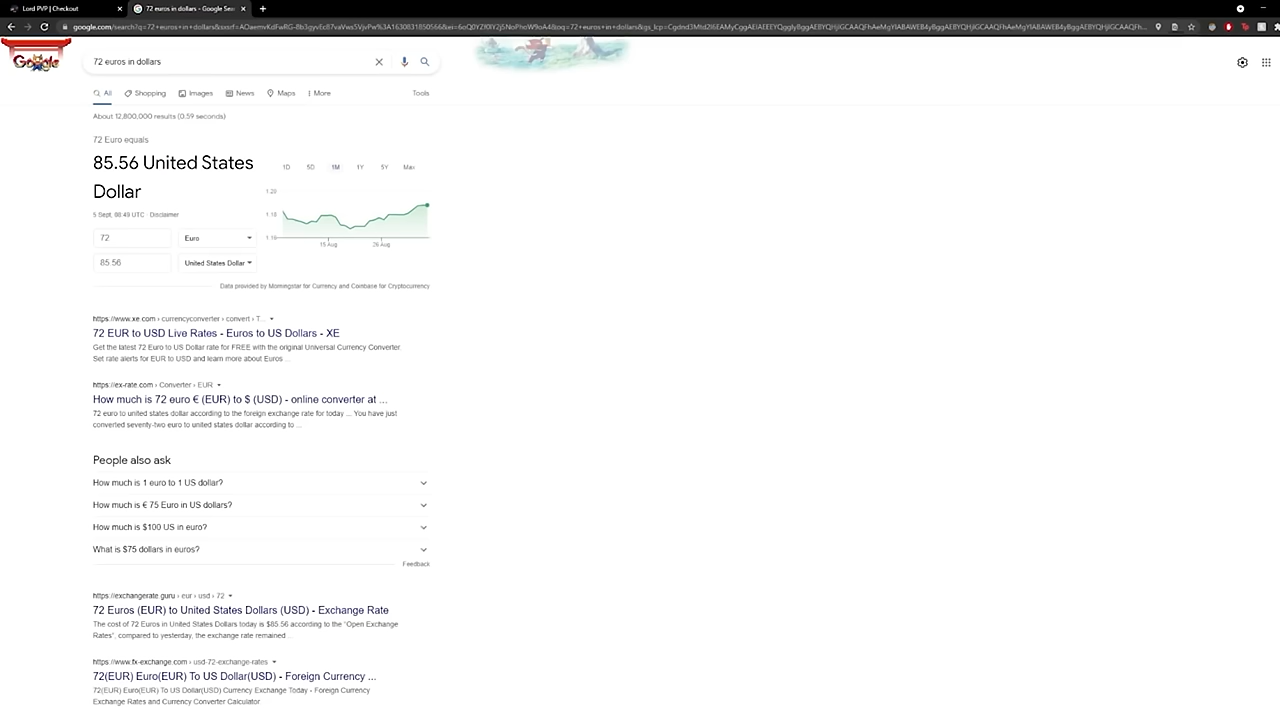 Lord PVP | Checkout
72 euros in dollars - Google Sea
72 euros in dollars
All
Shopping
Images
News
Maps
More
Tools
About 12,800,000 results (0.59 seconds)
72 Euro equals
85.56 United States
Dollar
1D
5D
1M
1Y
5Y
Max
1.20
1.18
1.16
15 Aug
26 Aug
5 Sept, 08:49 UTC · Disclaimer
72
Euro
85.56
United States Dollar
Data provided by Morningstar for Currency and Coinbase for Cryptocurrency
https://www.xe.com › currencyconverter › convert › T...
72 EUR to USD Live Rates - Euros to US Dollars - XE
Get the latest 72 Euro to US Dollar rate for FREE with the original Universal Currency Converter.
Set rate alerts for EUR to USD and learn more about Euros ...
https://ex-rate.com › Converter › EUR
How much is 72 euro € (EUR) to $ (USD) - online converter at ...
72 euro to united states dollar according to the foreign exchange rate for today ... You have just
converted seventy-two euro to united states dollar according to ...
People also ask
How much is 1 euro to 1 US dollar?
How much is € 75 Euro in US dollars?
How much is $100 US in euro?
What is $75 dollars in euros?
Feedback
https://exchangerate.guru › eur › usd › 72
72 Euros (EUR) to United States Dollars (USD) - Exchange Rate
The cost of 72 Euros in United States Dollars today is $85.56 according to the "Open Exchange
Rates", compared to yesterday, the exchange rate remained ...
https://www.fx-exchange.com › usd-72-exchange-rates
72(EUR) Euro(EUR) To US Dollar(USD) - Foreign Currency ...
72(EUR) Euro(EUR) To US Dollar(USD) Currency Exchange Today - Foreign Currency
Exchange Rates and Currency Converter Calculator